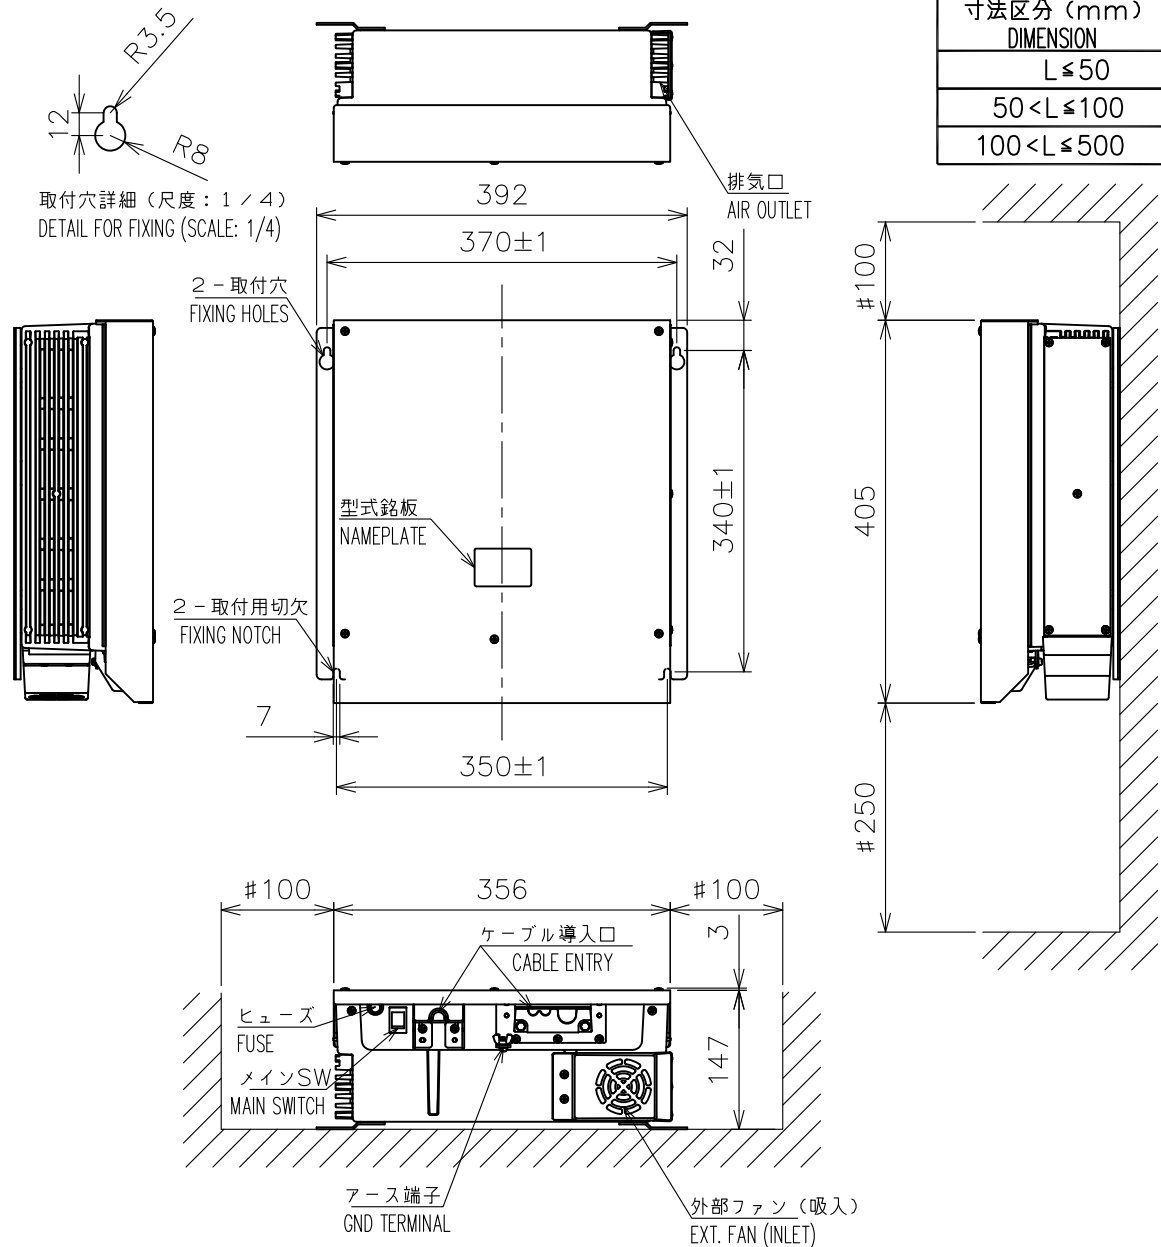 R3.5
12
R8
取付穴詳細（尺度：１／４）
DETAIL FOR FIXING (SCALE: 1/4)
寸法区分（mm）
DIMENSION
L≦50
50<L≦100
100<L≦500
排気口
AIR OUTLET
392
370±1
32
#100
2－取付穴
FIXING HOLES
340±1
405
型式銘板
NAMEPLATE
2－取付用切欠
FIXING NOTCH
7
350±1
#250
#100
356
#100
3
ケーブル導入口
CABLE ENTRY
ヒューズ
FUSE
メインSW
MAIN SWITCH
147
アース端子
GND TERMINAL
外部ファン（吸入）
EXT. FAN (INLET)